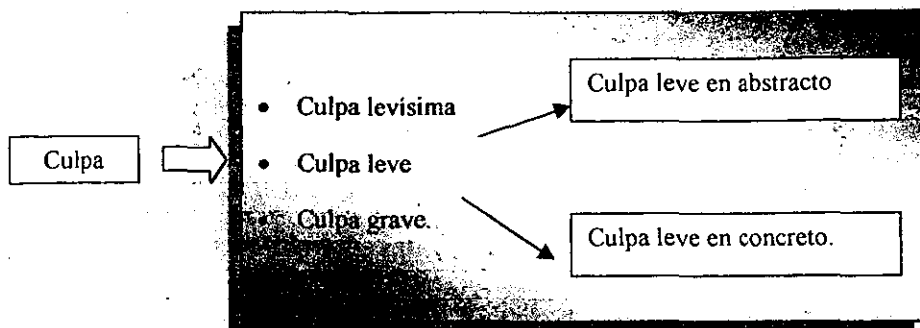 Culpa
• Culpa levísima
• Culpa leve
• Culpa grave.
Culpa leve en abstracto
Culpa leve en concreto.